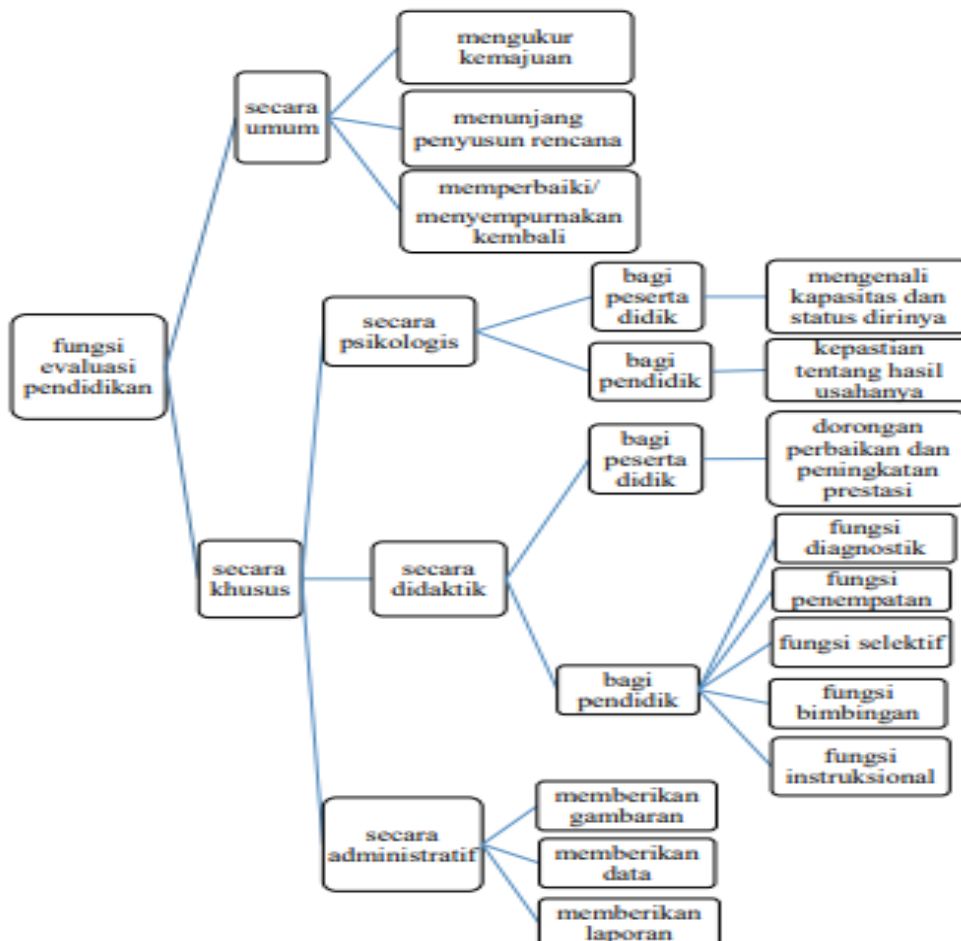 mengukur
kemajuan
secara
umum
menunjang
penyusun rencana
memperbaiki/
menyempurnakan
kembali
fungsi
evaluasi
pendidikan
secara
khusus
secara
psikologis
bagi
peserta
didik
mengenali
kapasitas dan
status dirinya
bagi
pendidik
kepastian
tentang hasil
usahanya
secara
didaktik
bagi
peserta
didik
dorongan
perbaikan dan
peningkatan
prestasi
bagi
pendidik
fungsi
diagnostik
fungsi
penempatan
fungsi selektif
fungsi
bimbingan
fungsi
instruksional
secara
administratif
memberikan
gambaran
memberikan
data
memberikan
laporan